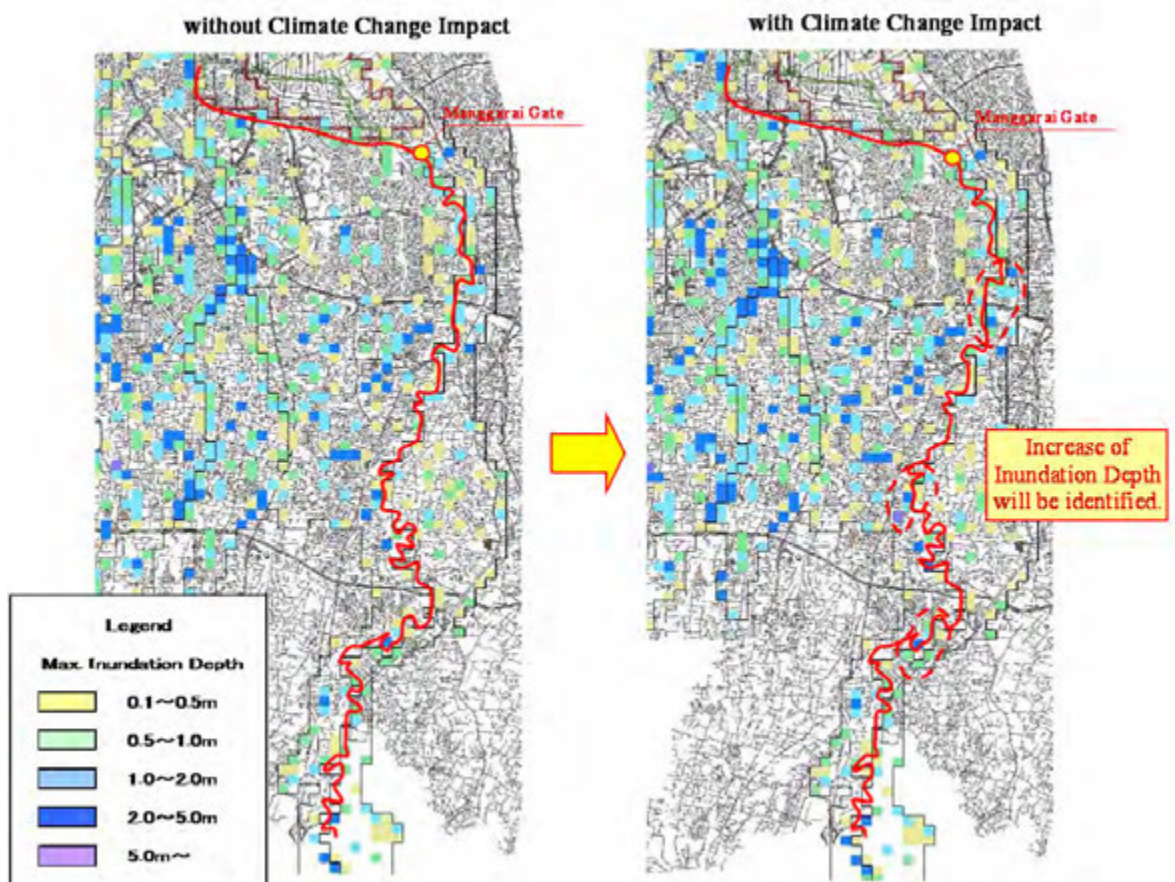 without Climate Change Impact
with Climate Change Impact
Manggarai Gate
Manggarai Gate
Increase of
Inundation Depth
will be identified.
Legend
Max. Inundation Depth
0.1～0.5m
0.5～1.0m
1.0～2.0m
2.0～5.0m
5.0m～